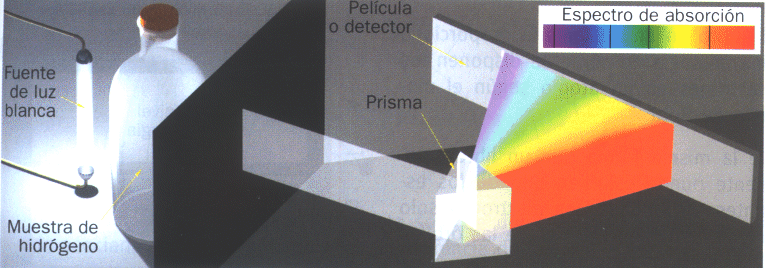 Película
o detector
Espectro de absorción
Fuente
de luz
blanca
Prisma
Muestra de
hidrógeno